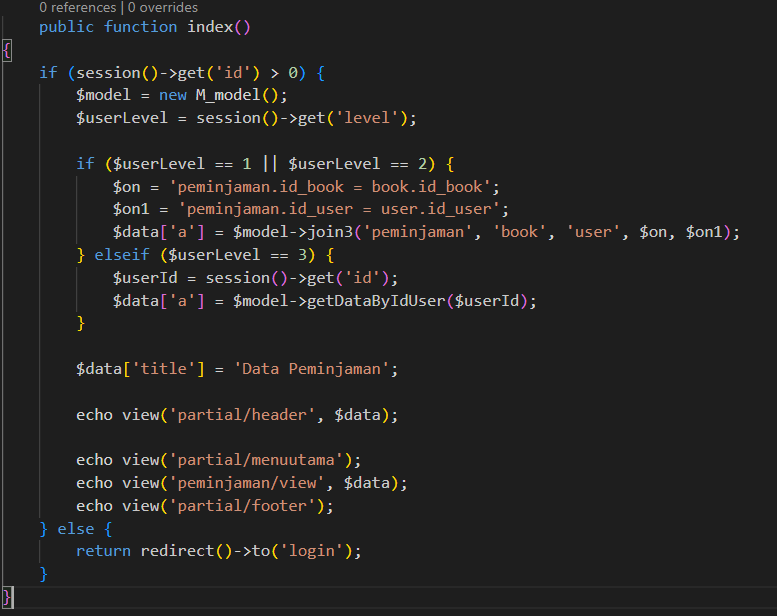 0 references | 0 overrides
public function index()
{
if (session()->get('id') > 0) {
$model = new M_model();
$userLevel = session()->get('level');
if ($userLevel == 1 || $userLevel == 2) {
$on = 'peminjaman.id_book = book.id_book';
$on1 = 'peminjaman.id_user = user.id_user';
$data['a'] = $model->join3('peminjaman', 'book', 'user', $on, $on1);
} elseif ($userLevel == 3) {
$userId = session()->get('id');
$data['a'] = $model->getDataByIdUser($userId);
}
$data['title'] = 'Data Peminjaman';
echo view('partial/header', $data);
echo view('partial/menuutama');
echo view('peminjaman/view', $data);
echo view('partial/footer');
} else {
return redirect()->to('login');
}
}